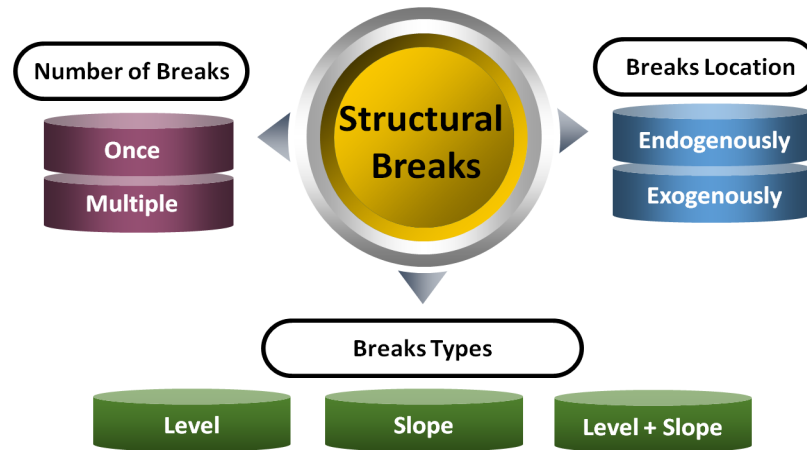 Number of Breaks
Once
Multiple
Structural
Breaks
Breaks Location
Endogenously
Exogenously
Breaks Types
Level
Slope
Level + Slope